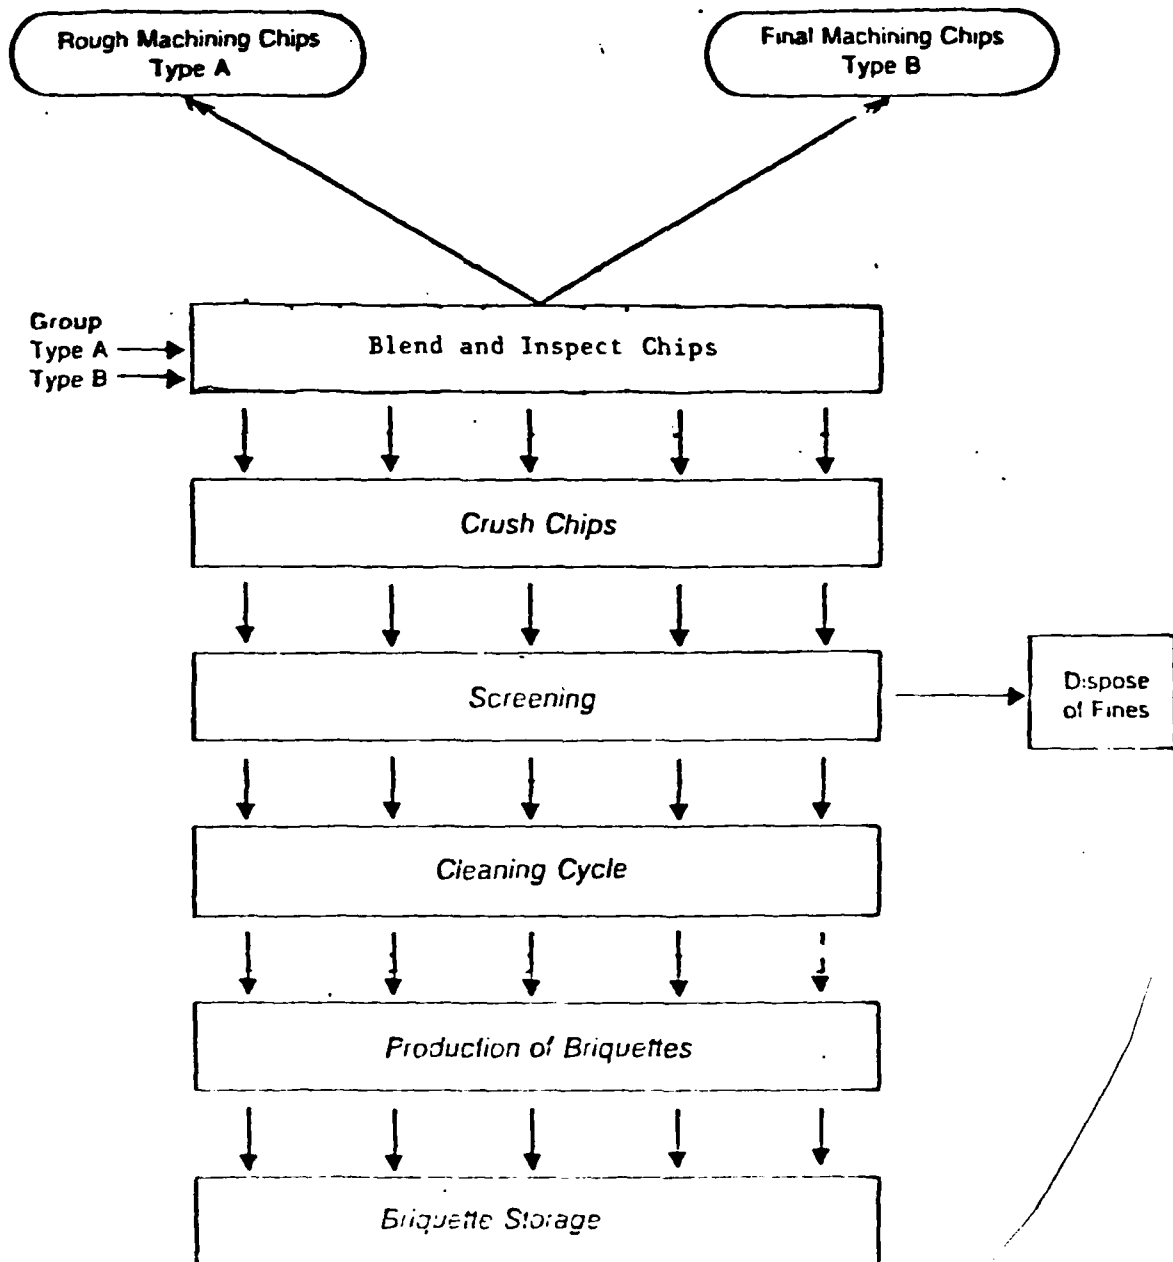 Rough Machining Chips
Type A
Final Machining Chips
Type B
Group
Type A
Type B
Blend and Inspect Chips
Crush Chips
Screening
Dispose
of Fines
Cleaning Cycle
Production of Briquettes
Briquette Storage